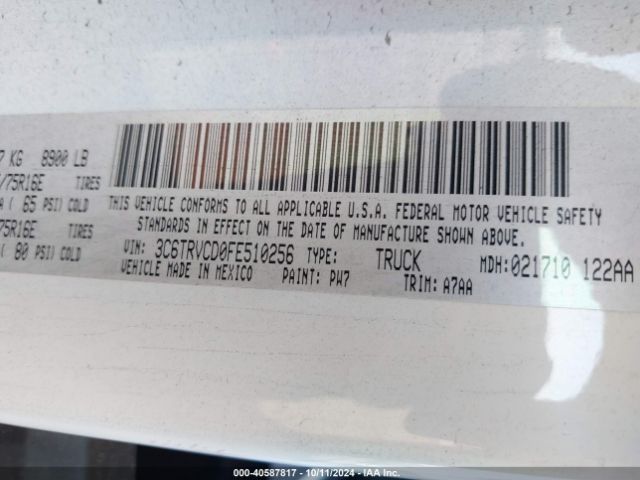 7 KG 8900 LB
/75R16E TIRES
A( 65 PSI) COLD
75R16E TIRES
( 80 PSI) COLD
THIS VEHICLE CONFORMS TO ALL APPLICABLE U.S.A. FEDERAL MOTOR VEHICLE SAFETY
STANDARDS IN EFFECT ON THE DATE OF MANUFACTURE SHOWN ABOVE.
VIN: 3C6TRVCD0FE510256 TYPE: TRUCK MDH:021710 122AA
VEHICLE MADE IN MEXICO PAINT: PW7 TRIM: A7AA
000-40587817 · 10/11/2024 · IAA Inc.